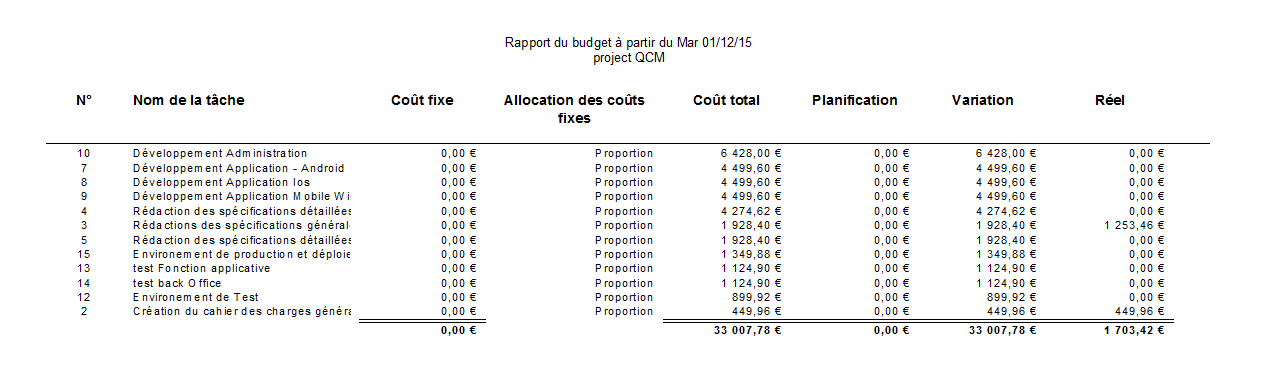 Rapport du budget à partir du Mar 01/12/15
project QCM
N° Nom de la tâche Coût fixe Allocation des coûts fixes Coût total Planification Variation Réel
10 Développement Administration 0,00 € Proportion 6 428,00 € 0,00 € 6 428,00 € 0,00 €
7 Développement Application - Android 0,00 € Proportion 4 499,60 € 0,00 € 4 499,60 € 0,00 €
8 Développement Application Ios 0,00 € Proportion 4 499,60 € 0,00 € 4 499,60 € 0,00 €
9 Développement Application Mobile Wi 0,00 € Proportion 4 499,60 € 0,00 € 4 499,60 € 0,00 €
4 Rédaction des spécifications détaillées 0,00 € Proportion 4 274,62 € 0,00 € 4 274,62 € 0,00 €
3 Rédactions des spécifications général 0,00 € Proportion 1 928,40 € 0,00 € 1 928,40 € 1 253,46 €
5 Rédaction des spécifications détaillées 0,00 € Proportion 1 928,40 € 0,00 € 1 928,40 € 0,00 €
15 Environement de production et déploie 0,00 € Proportion 1 349,88 € 0,00 € 1 349,88 € 0,00 €
13 test Fonction applicative 0,00 € Proportion 1 124,90 € 0,00 € 1 124,90 € 0,00 €
14 test back Office 0,00 € Proportion 1 124,90 € 0,00 € 1 124,90 € 0,00 €
12 Environement de Test 0,00 € Proportion 899,92 € 0,00 € 899,92 € 0,00 €
2 Création du cahier des charges généra 0,00 € Proportion 449,96 € 0,00 € 449,96 € 449,96 €
0,00 € 33 007,78 € 0,00 € 33 007,78 € 1 703,42 €